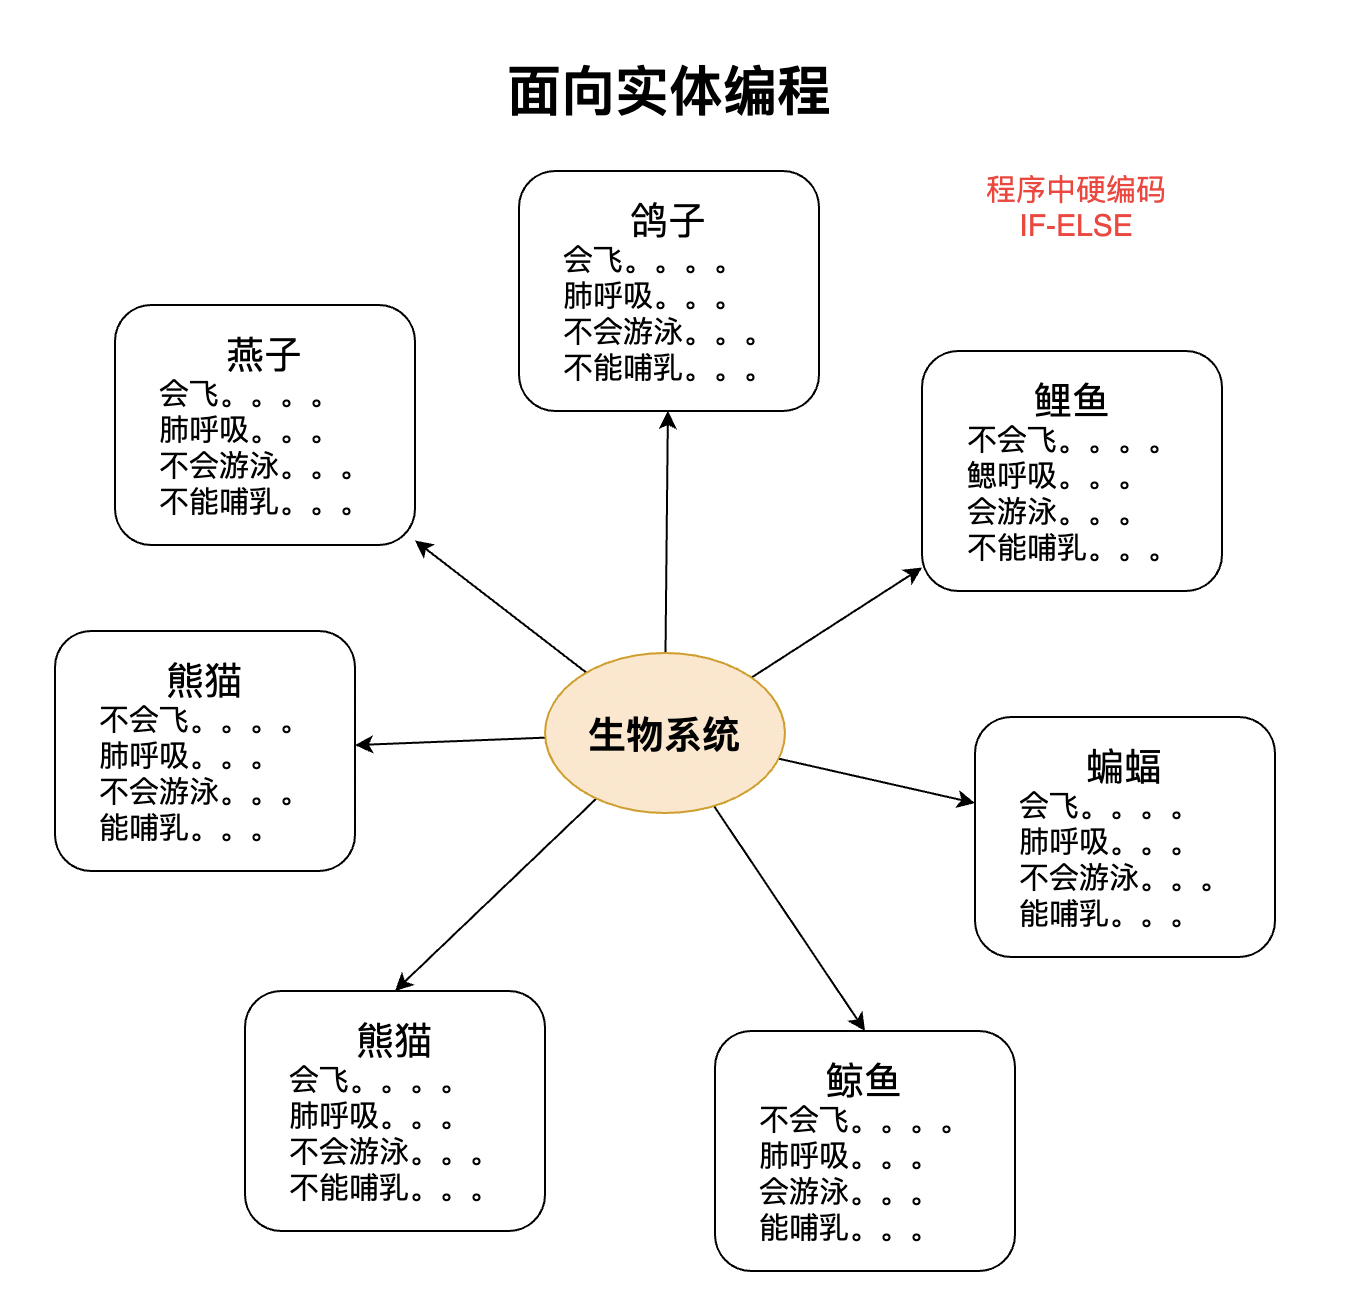 面向实体编程
程序中硬编码
IF-ELSE
鸽子
会飞。。。。
肺呼吸。。。
不会游泳。。。
不能哺乳。。。
燕子
会飞。。。。
肺呼吸。。。
不会游泳。。。
不能哺乳。。。
鲤鱼
不会飞。。。。
鳃呼吸。。。
会游泳。。。
不能哺乳。。。
熊猫
不会飞。。。。
肺呼吸。。。
不会游泳。。。
能哺乳。。。
生物系统
蝙蝠
会飞。。。。
肺呼吸。。。
不会游泳。。。
能哺乳。。。
熊猫
会飞。。。。
肺呼吸。。。
不会游泳。。。
不能哺乳。。。
鲸鱼
不会飞。。。。
肺呼吸。。。
会游泳。。。
能哺乳。。。